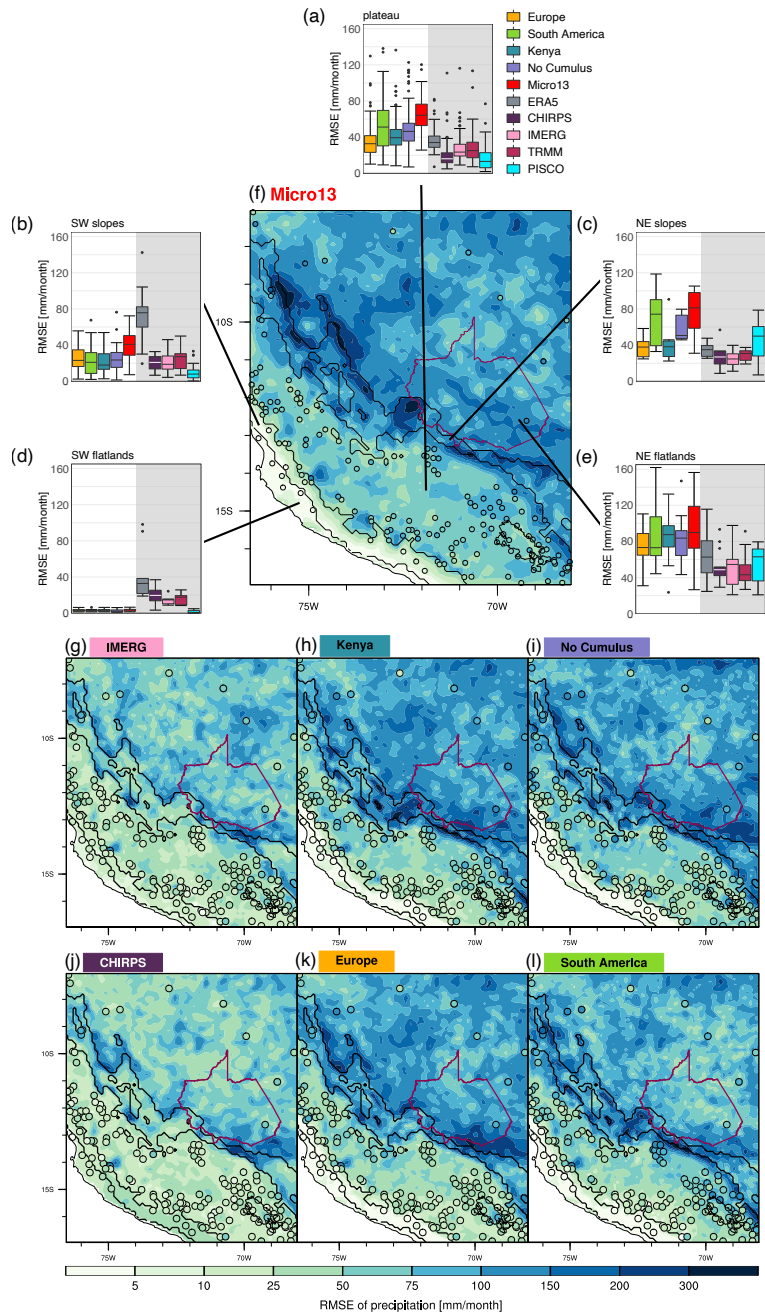 (a)
plateau
RMSE [mm/month]
160
120
80
40
0
Europe
South America
Kenya
No Cumulus
Micro13
ERA5
CHIRPS
IMERG
TRMM
PISCO
(b)
SW slopes
RMSE [mm/month]
160
120
80
40
0
(f) Micro13
10S
15S
75W
70W
(c)
NE slopes
RMSE [mm/month]
160
120
80
40
0
(d)
SW flatlands
RMSE [mm/month]
160
120
80
40
0
(e)
NE flatlands
RMSE [mm/month]
160
120
80
40
0
(g) IMERG
(h) Kenya
(i) No Cumulus
10S
15S
75W
70W
75W
70W
75W
70W
(j) CHIRPS
(k) Europe
(l) South America
10S
15S
75W
70W
75W
70W
75W
70W
5
10
25
50
75
100
150
200
300
RMSE of precipitation [mm/month]